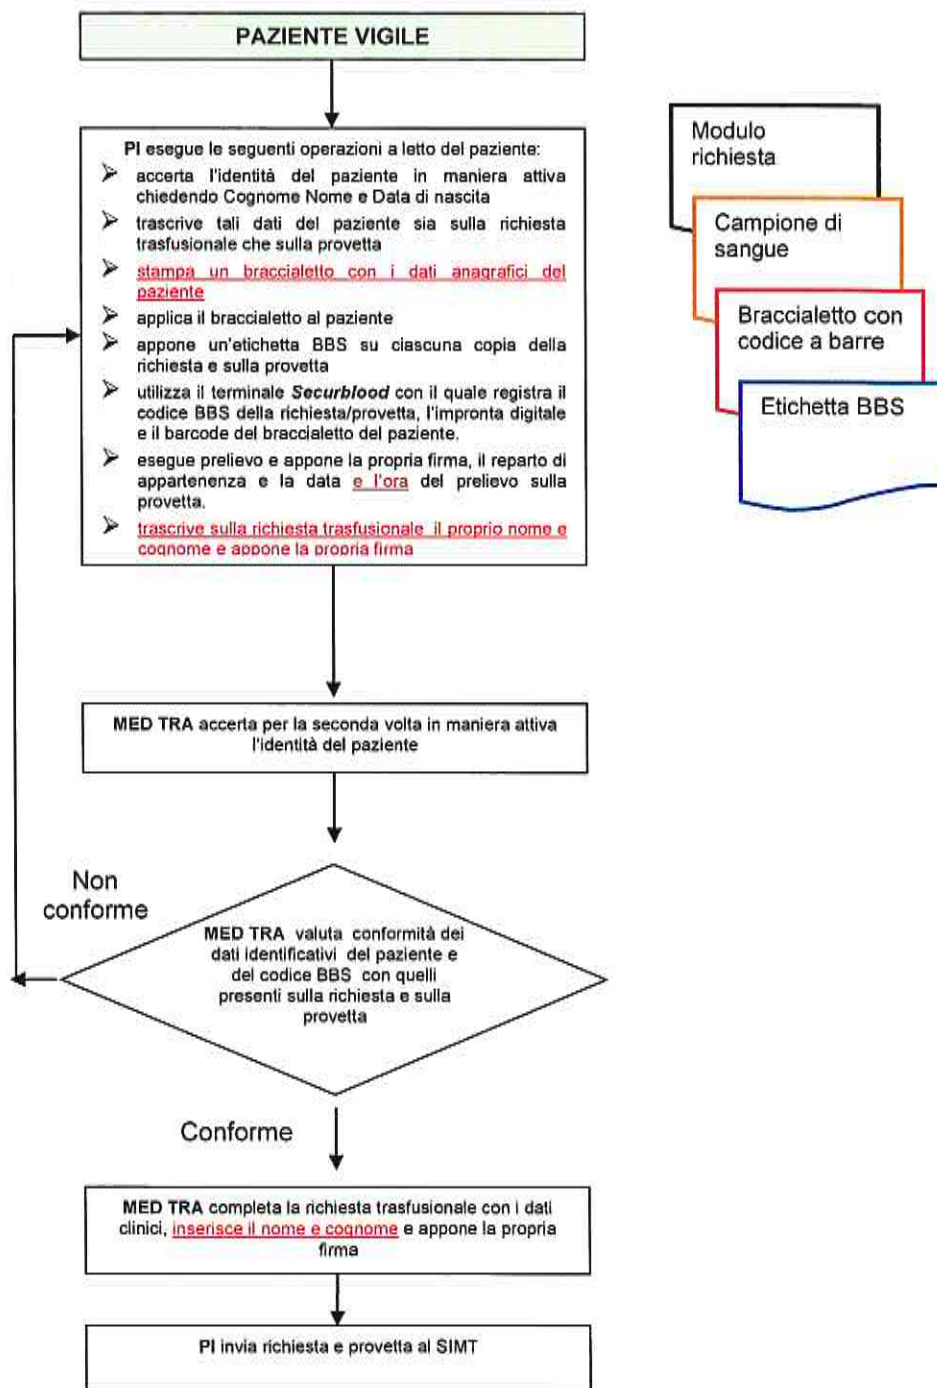 PAZIENTE VIGILE
PI esegue le seguenti operazioni a letto del paziente:
➤ accerta l'identità del paziente in maniera attiva
chiedendo Cognome Nome e Data di nascita
➤ trascrive tali dati del paziente sia sulla richiesta
trasfusionale che sulla provetta
➤ stampa un braccialetto con i dati anagrafici del
paziente
➤ applica il braccialetto al paziente
➤ appone un'etichetta BBS su ciascuna copia della
richiesta e sulla provetta
➤ utilizza il terminale Securblood con il quale registra il
codice BBS della richiesta/provetta, l'impronta digitale
e il barcode del braccialetto del paziente.
➤ esegue prelievo e appone la propria firma, il reparto di
appartenenza e la data e l'ora del prelievo sulla
provetta.
➤ trascrive sulla richiesta trasfusionale il proprio nome e
cognome e appone la propria firma
Modulo
richiesta
Campione di
sangue
Braccialetto con
codice a barre
Etichetta BBS
MED TRA accerta per la seconda volta in maniera attiva
l'identità del paziente
Non
conforme
MED TRA valuta conformità dei
dati identificativi del paziente e
del codice BBS con quelli
presenti sulla richiesta e sulla
provetta
Conforme
MED TRA completa la richiesta trasfusionale con i dati
clinici, inserisce il nome e cognome e appone la propria
firma
PI invia richiesta e provetta al SIMT